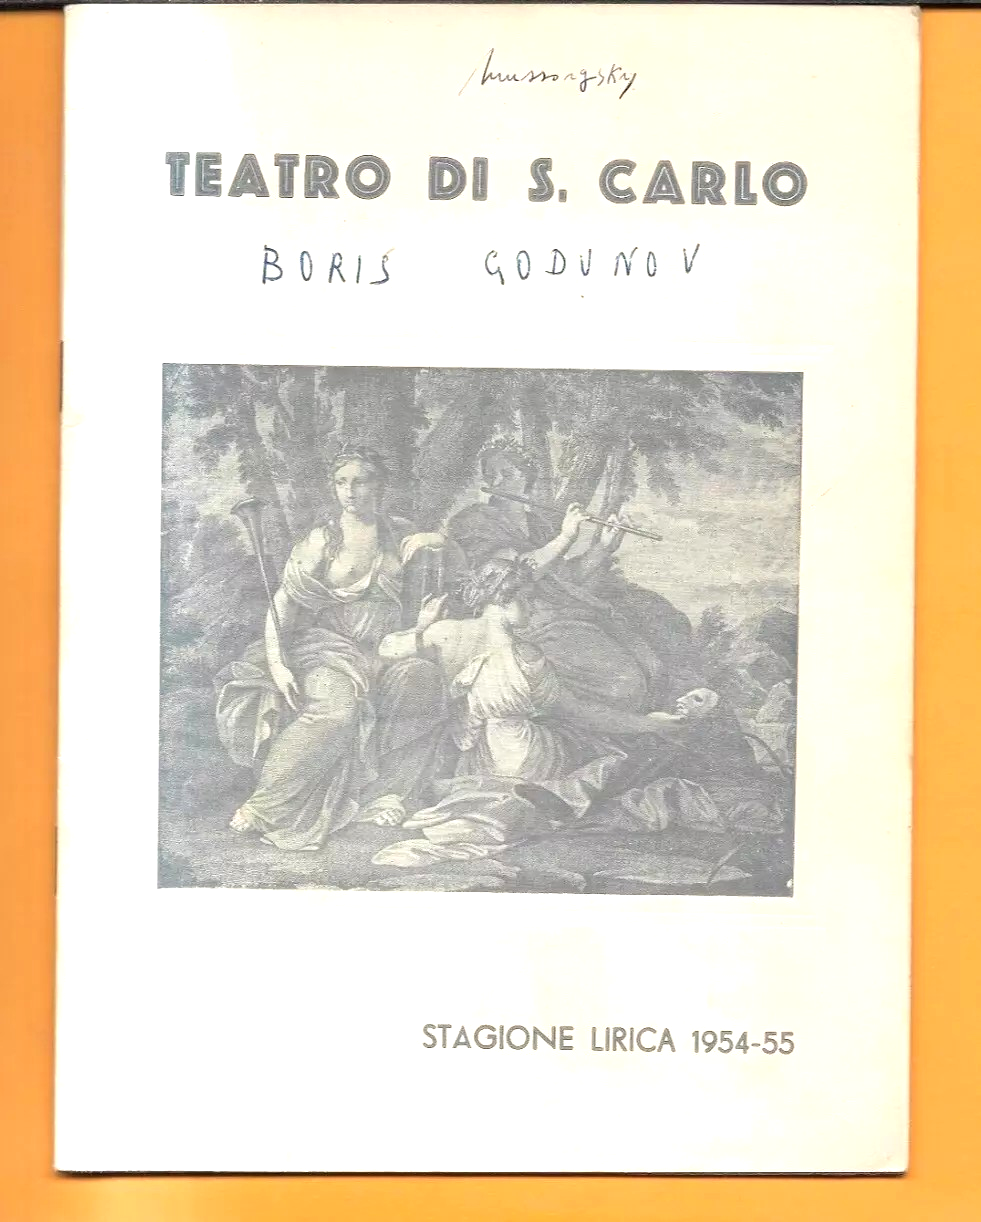 Mussorgsky
TEATRO DI S. CARLO
BORIS GODUNOV
STAGIONE LIRICA 1954-55